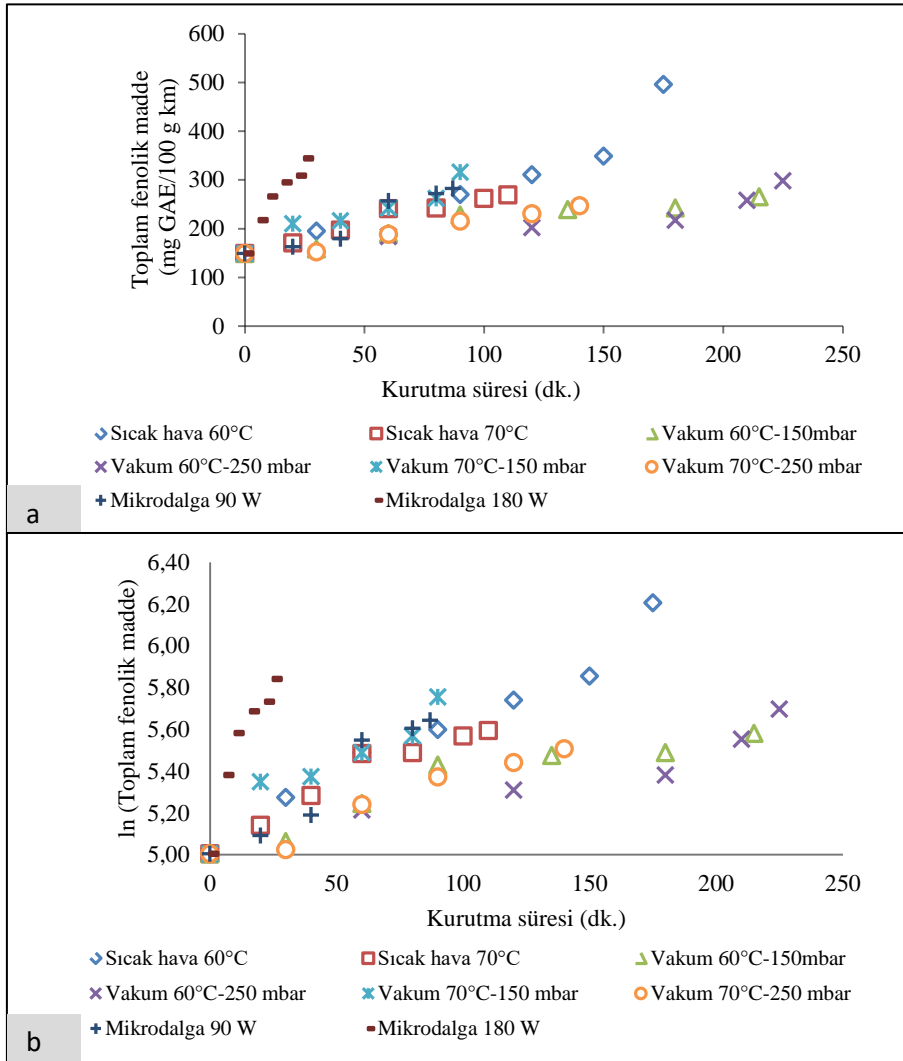 Toplam fenolik madde
(mg GAE/100 g km)
600
500
400
300
200
100
0
0 50 100 150 200 250
Kurutma süresi (dk.)
Sıcak hava 60°C Sıcak hava 70°C Vakum 60°C-150mbar
Vakum 60°C-250 mbar Vakum 70°C-150 mbar Vakum 70°C-250 mbar
Mikrodalga 90 W Mikrodalga 180 W
a
ln (Toplam fenolik madde)
6,40
6,20
6,00
5,80
5,60
5,40
5,20
5,00
0 50 100 150 200 250
Kurutma süresi (dk.)
Sıcak hava 60°C Sıcak hava 70°C Vakum 60°C-150mbar
Vakum 60°C-250 mbar Vakum 70°C-150 mbar Vakum 70°C-250 mbar
Mikrodalga 90 W Mikrodalga 180 W
b